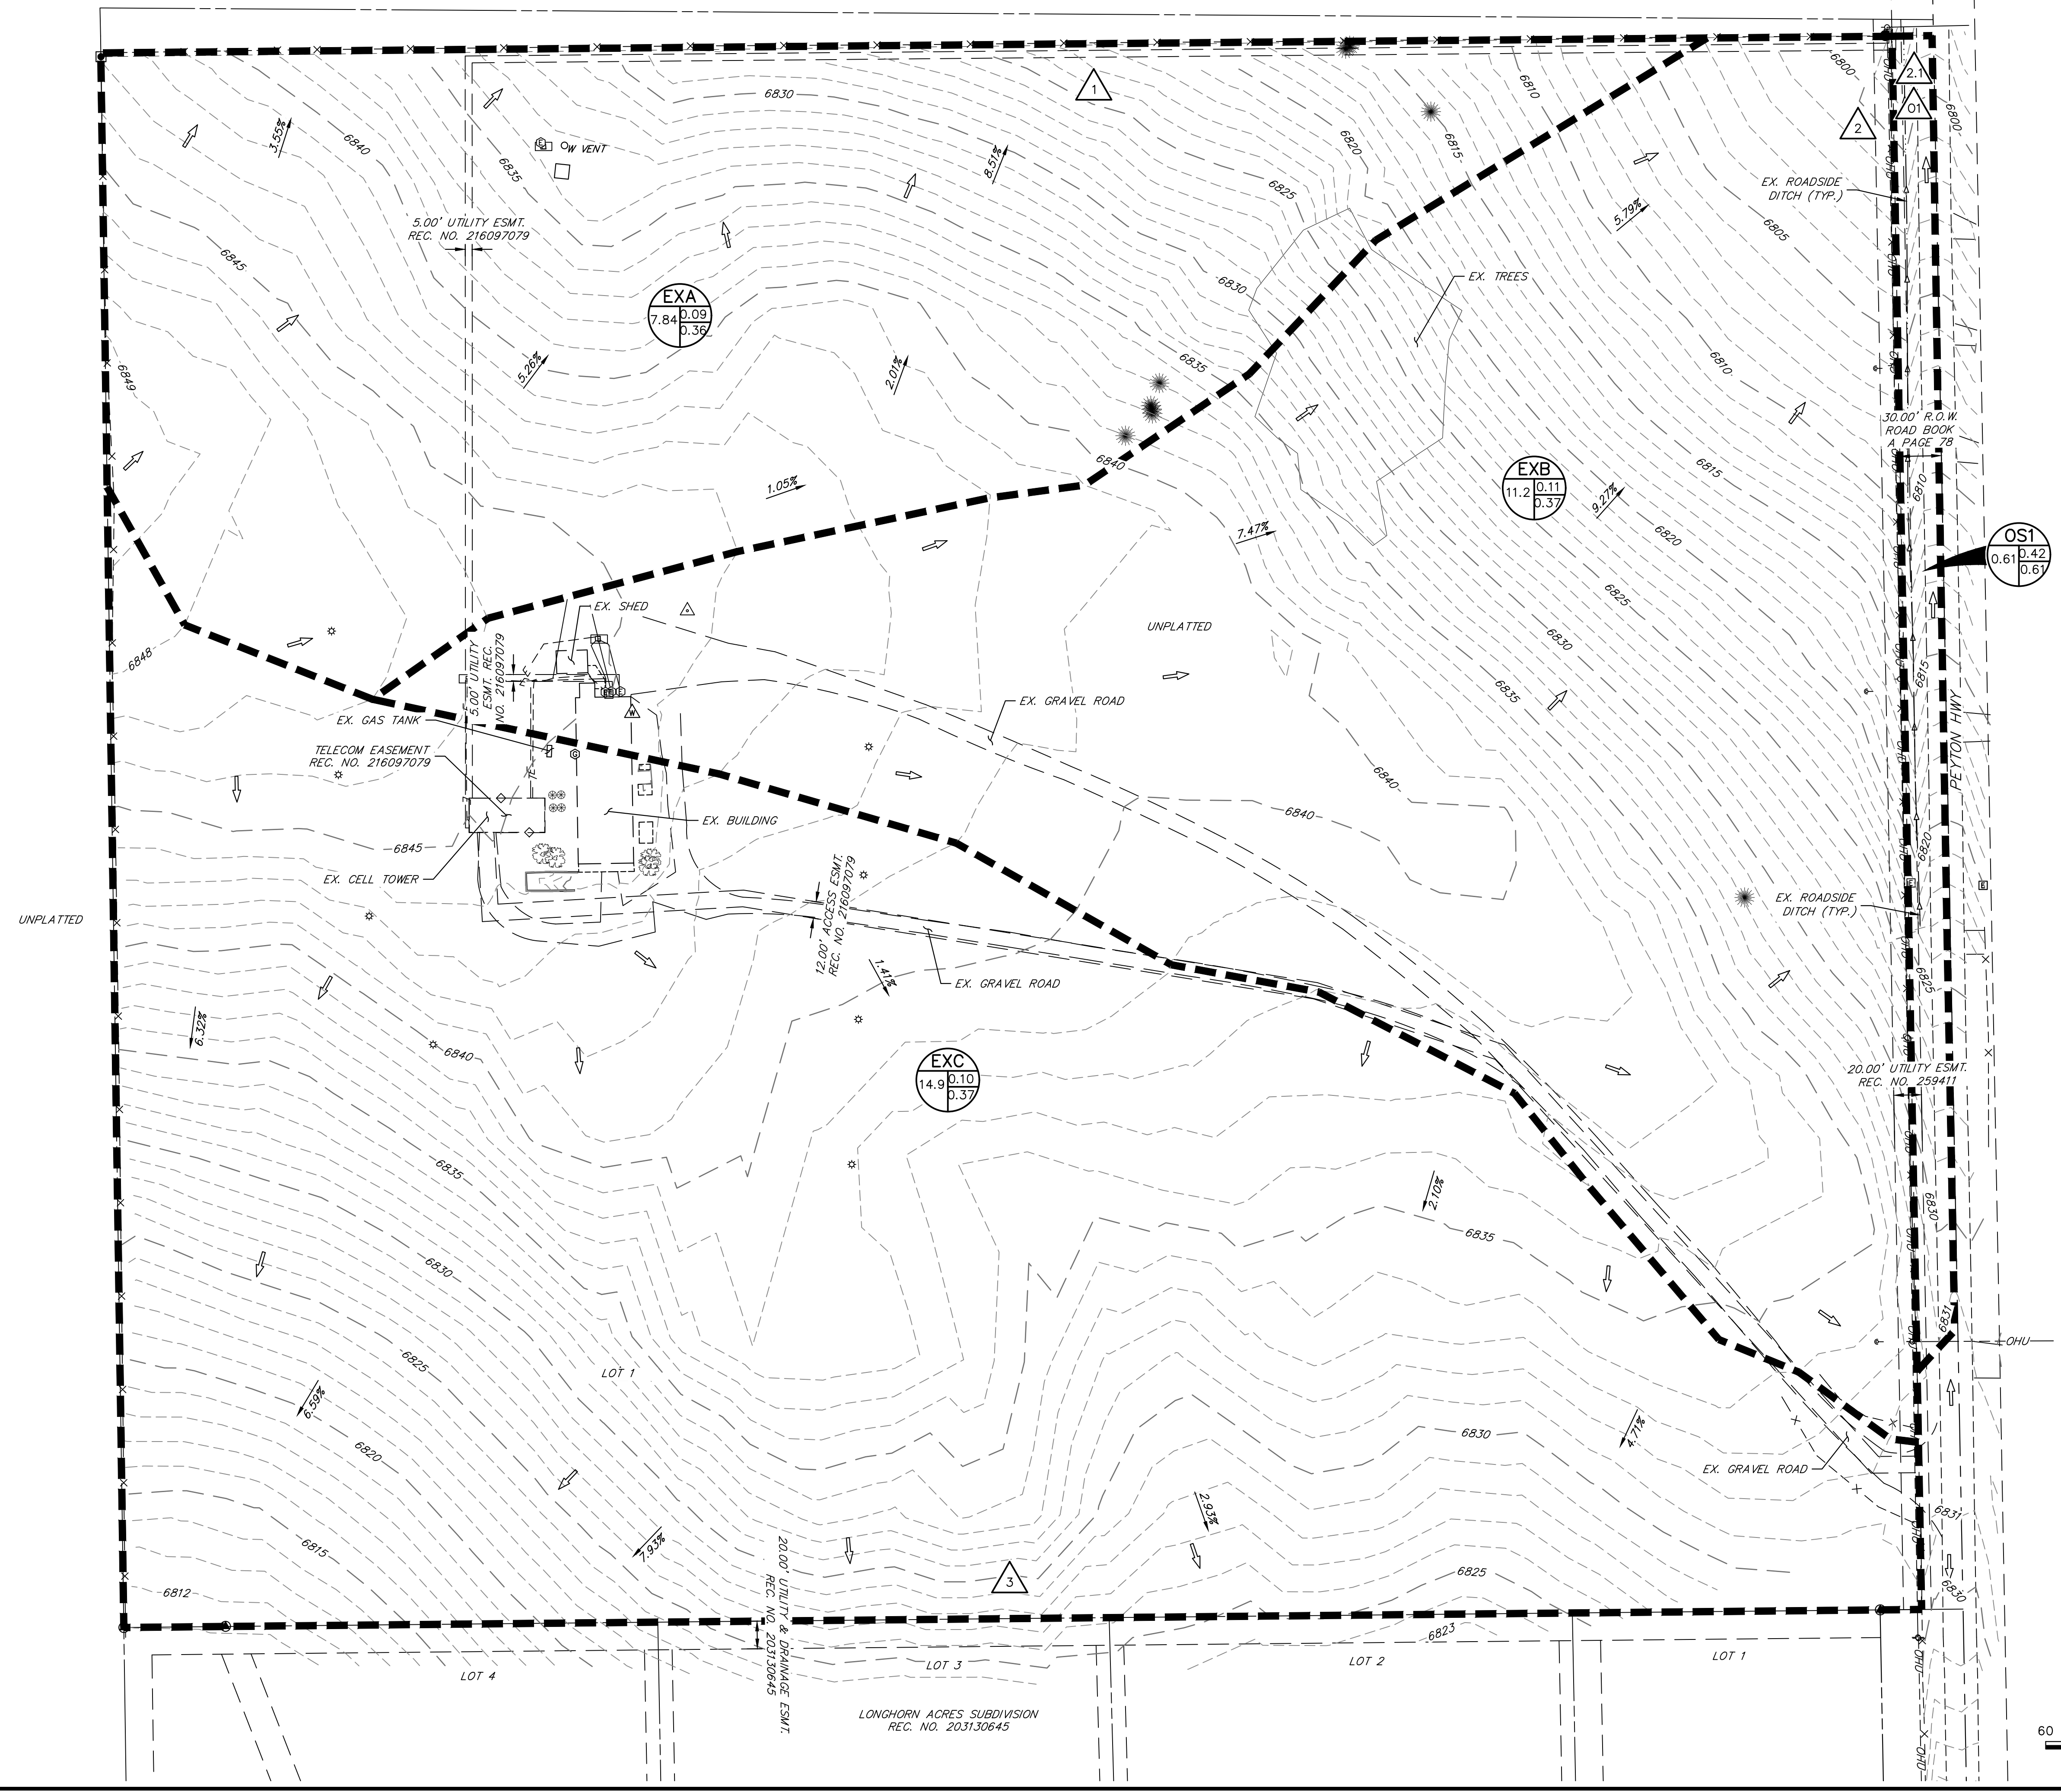 6830
1
6810
6800
2.1
01
2
6800
3.55%
6840
6835
W VENT
8.51%
6820
6815
6825
EX. ROADSIDE
DITCH (TYP.)
5.79%
6805
5.00' UTILITY ESMT.
REC. NO. 216097079
6845
6830
EX. TREES
EXA
7.84
0.09
0.36
6849
5.26%
2.01%
6835
6810
30.00' R.O.W.
ROAD BOOK
A PAGE 78
6840
6815
EXB
11.2
0.11
0.37
9.27%
6810
1.05%
7.47%
6820
OS1
0.61
0.42
0.61
6825
EX. SHED
UNPLATTED
6830
6848
5.00' UTILITY
ESMT. REC.
NO. 216097079
6835
6815
EX. GAS TANK
EX. GRAVEL ROAD
PEYTON HWY
TELECOM EASEMENT
REC. NO. 216097079
6840
6840
EX. BUILDING
6845
6820
EX. CELL TOWER
12.00' ACCESS ESMT.
REC. NO. 216097079
UNPLATTED
EX. ROADSIDE
DITCH (TYP.)
1.41%
EX. GRAVEL ROAD
6825
6.32%
6840
EXC
14.9
0.10
0.37
20.00' UTILITY ESMT.
REC. NO. 259411
6835
2.10%
6830
6835
6830
6831
OHU
6825
LOT 1
6.59%
4.71%
6830
6820
EX. GRAVEL ROAD
2.93%
6831
7.93%
6815
20.00' UTILITY & DRAINAGE ESMT.
REC. NO. 203130645
3
6825
6812
6830
6823
LOT 4
LOT 3
LOT 2
LOT 1
LONGHORN ACRES SUBDIVISION
REC. NO. 203130645
60